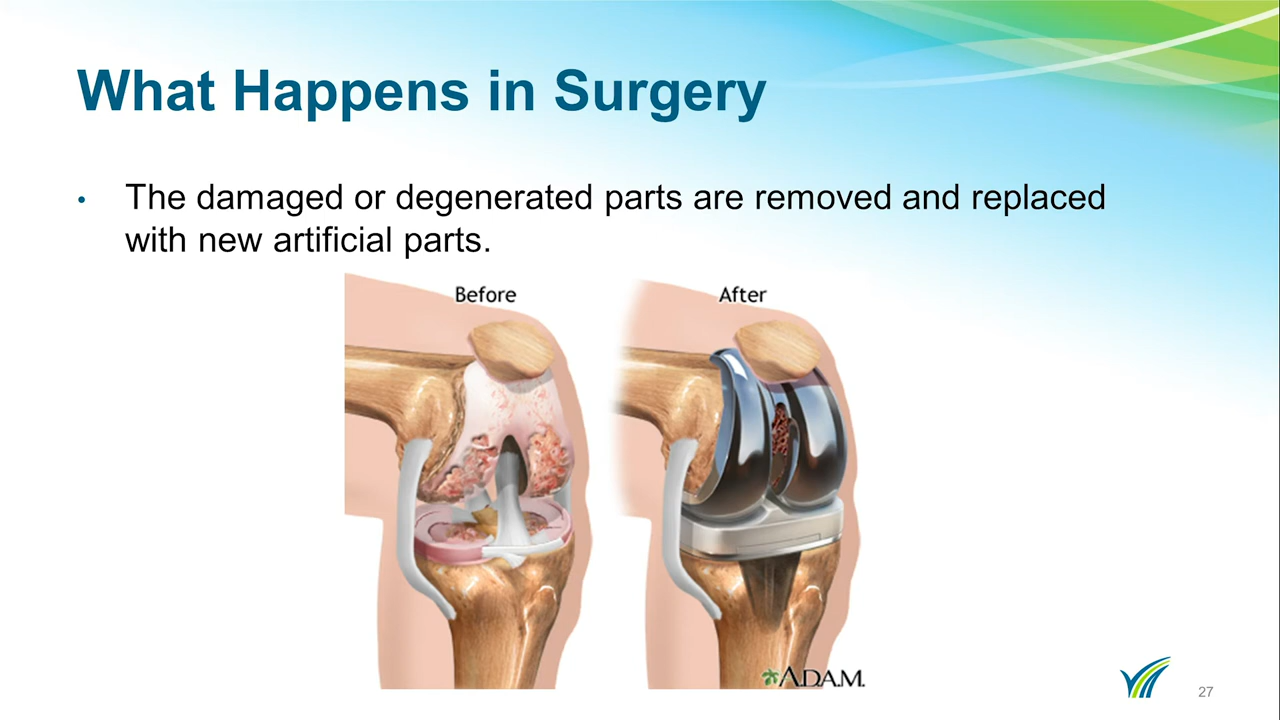 What Happens in Surgery
• The damaged or degenerated parts are removed and replaced
with new artificial parts.
Before
After
A.D.A.M.
27